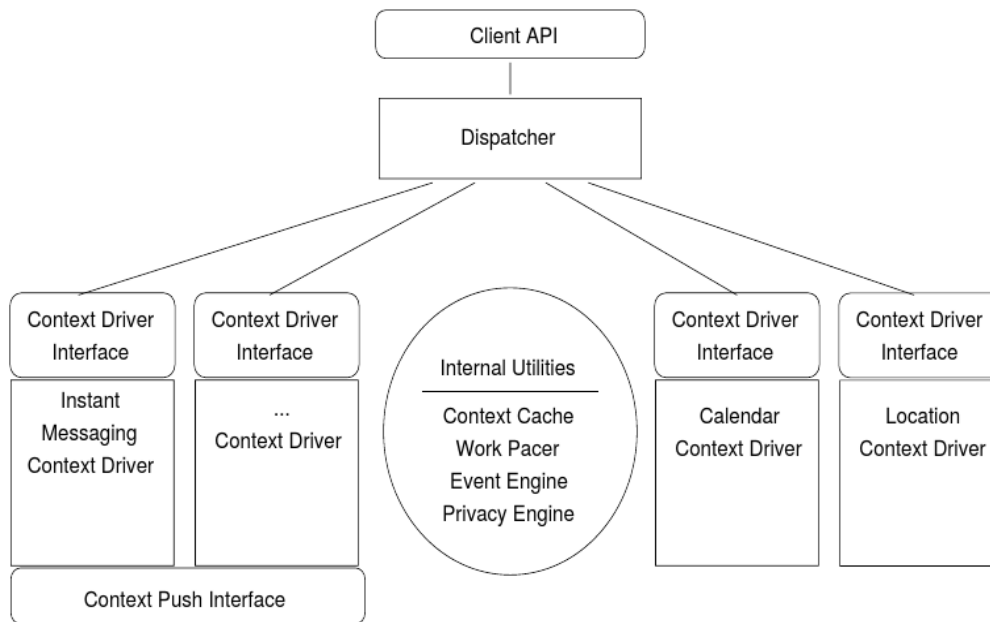 Client API
Dispatcher
Context Driver
Interface
Instant
Messaging
Context Driver
Context Driver
Interface
...
Context Driver
Context Push Interface
Internal Utilities
Context Cache
Work Pacer
Event Engine
Privacy Engine
Context Driver
Interface
Calendar
Context Driver
Context Driver
Interface
Location
Context Driver